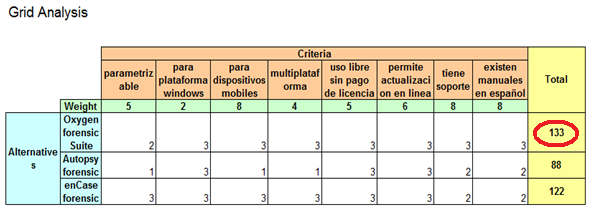 Grid Analysis
Criteria
parametriz
able
para
plataforma
windows
para
dispositivos
mobiles
multiplataf
orma
uso libre
sin pago
de licencia
permite
actualizaci
on en linea
tiene
soporte
existen
manuales
en español
Total
Weight 5 2 8 4 5 6 8 8
Alternative
s
Oxygen
forensic
Suite
2 3 3 3 3 3 3 3 133
Autopsy
forensic
1 3 1 1 3 3 2 2 88
enCase
forensic
3 3 3 3 3 3 2 2 122